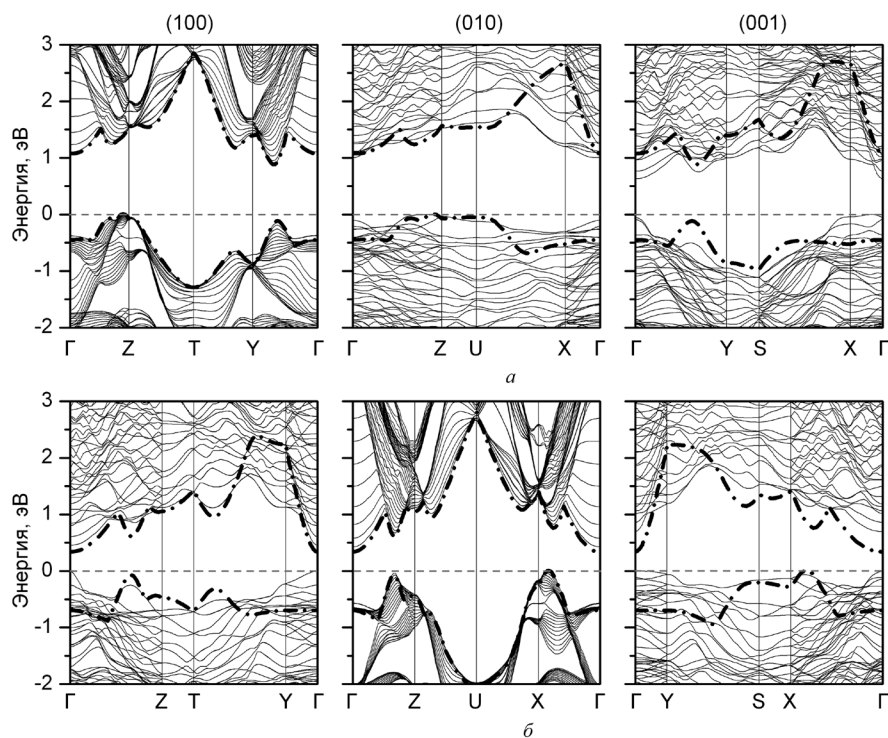 (100) (010) (001)
Энергия, эВ
3
2
1
0
-1
-2
Γ Z T Y Γ
Γ Z U X Γ
Γ Y S X Γ
а
Энергия, эВ
3
2
1
0
-1
-2
Γ Z T Y Γ
Γ Z U X Γ
Γ Y S X Γ
б